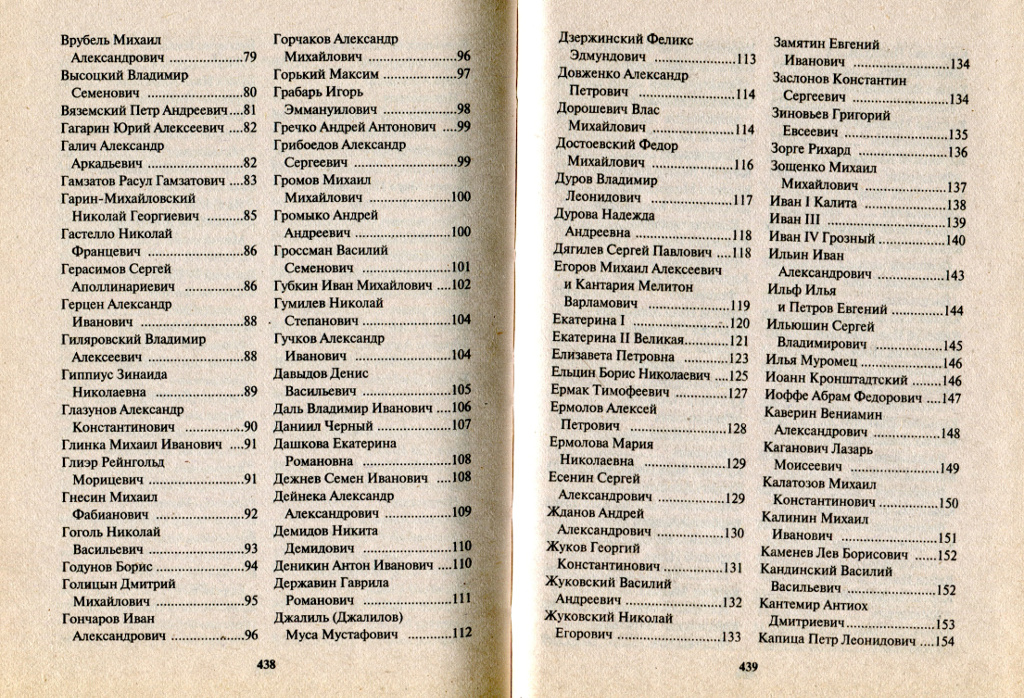 Врубель Михаил
Александрович ..................79
Высоцкий Владимир
Семенович ..................80
Вяземский Петр Андреевич....81
Гагарин Юрий Алексеевич ....82
Галич Александр
Аркадьевич ..................82
Гамзатов Расул Гамзатович ....83
Гарин-Михайловский
Николай Георгиевич .........85
Гастелло Николай
Францевич ..................86
Герасимов Сергей
Аполлинариевич ..............86
Герцен Александр
Иванович ..................88
Гиляровский Владимир
Алексеевич ..................88
Гиппиус Зинаида
Николаевна ..................89
Глазунов Александр
Константинович ..............90
Глинка Михаил Иванович ....91
Глиэр Рейнгольд
Морицевич ..................91
Гнесин Михаил
Фабианович ..................92
Гоголь Николай
Васильевич ..................93
Годунов Борис ..................94
Голицын Дмитрий
Михайлович ..................95
Гончаров Иван
Александрович ..................96
438
Горчаков Александр
Михайлович ..................96
Горький Максим ..................97
Грабарь Игорь
Эммануилович ..................98
Гречко Андрей Антонович ....99
Грибоедов Александр
Сергеевич ..................99
Громов Михаил
Михайлович ..................100
Громыко Андрей
Андреевич ..................100
Гроссман Василий
Семенович ..................101
Губкин Иван Михайлович ....102
Гумилев Николай
Степанович ..................104
Гучков Александр
Иванович ..................104
Давыдов Денис
Васильевич ..................105
Даль Владимир Иванович ....106
Даниил Черный ..................107
Дашкова Екатерина
Романовна ..................108
Дежнев Семен Иванович ....108
Дейнека Александр
Александрович ..................109
Демидов Никита
Демидович ..................110
Деникин Антон Иванович ....110
Державин Гаврила
Романович ..................111
Джалиль (Джалилов)
Муса Мустафович ...........112
Дзержинский Феликс
Эдмундович ..................113
Довженко Александр
Петрович ..................114
Дорошевич Влас
Михайлович ..................114
Достоевский Федор
Михайлович ..................116
Дуров Владимир
Леонидович ..................117
Дурова Надежда
Андреевна ..................118
Дягилев Сергей Павлович ....118
Егоров Михаил Алексеевич
и Кантария Мелитон
Варламович ..................119
Екатерина I ..................120
Екатерина II Великая...........121
Елизавета Петровна ...........123
Ельцин Борис Николаевич ....125
Ермак Тимофеевич ...........127
Ермолов Алексей
Петрович ..................128
Ермолова Мария
Николаевна ..................129
Есенин Сергей
Александрович ..................129
Жданов Андрей
Александрович ..................130
Жуков Георгий
Константинович ..............131
Жуковский Василий
Андреевич ..................132
Жуковский Николай
Егорович ..................133
439
Замятин Евгений
Иванович ..................134
Заслонов Константин
Сергеевич ..................134
Зиновьев Григорий
Евсеевич ..................135
Зорге Рихард ..................136
Зощенко Михаил
Михайлович ..................137
Иван I Калита ..................138
Иван III ..................139
Иван IV Грозный ..............140
Ильин Иван
Александрович ..................143
Ильф Илья
и Петров Евгений ...........144
Ильюшин Сергей
Владимирович ..................145
Илья Муромец ..................146
Иоанн Кронштадтский .........146
Иоффе Абрам Федорович ....147
Каверин Вениамин
Александрович ..................148
Каганович Лазарь
Моисеевич ..................149
Калатозов Михаил
Константинович ..............150
Калинин Михаил
Иванович ..................151
Каменев Лев Борисович ....152
Кандинский Василий
Васильевич ..................152
Кантемир Антиох
Дмитриевич..................153
Капица Петр Леонидович ....154